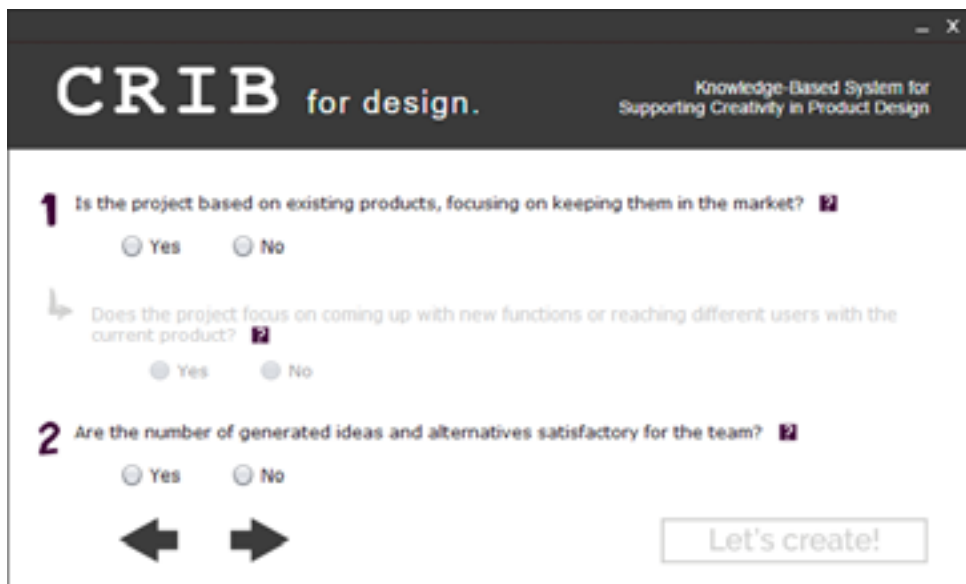 _ X
CRIB for design.
Knowledge-Based System for
Supporting Creativity in Product Design
1 Is the project based on existing products, focusing on keeping them in the market? ?
Yes No
Does the project focus on coming up with new functions or reaching different users with the
current product? ?
Yes No
2 Are the number of generated ideas and alternatives satisfactory for the team? ?
Yes No
Let's create!